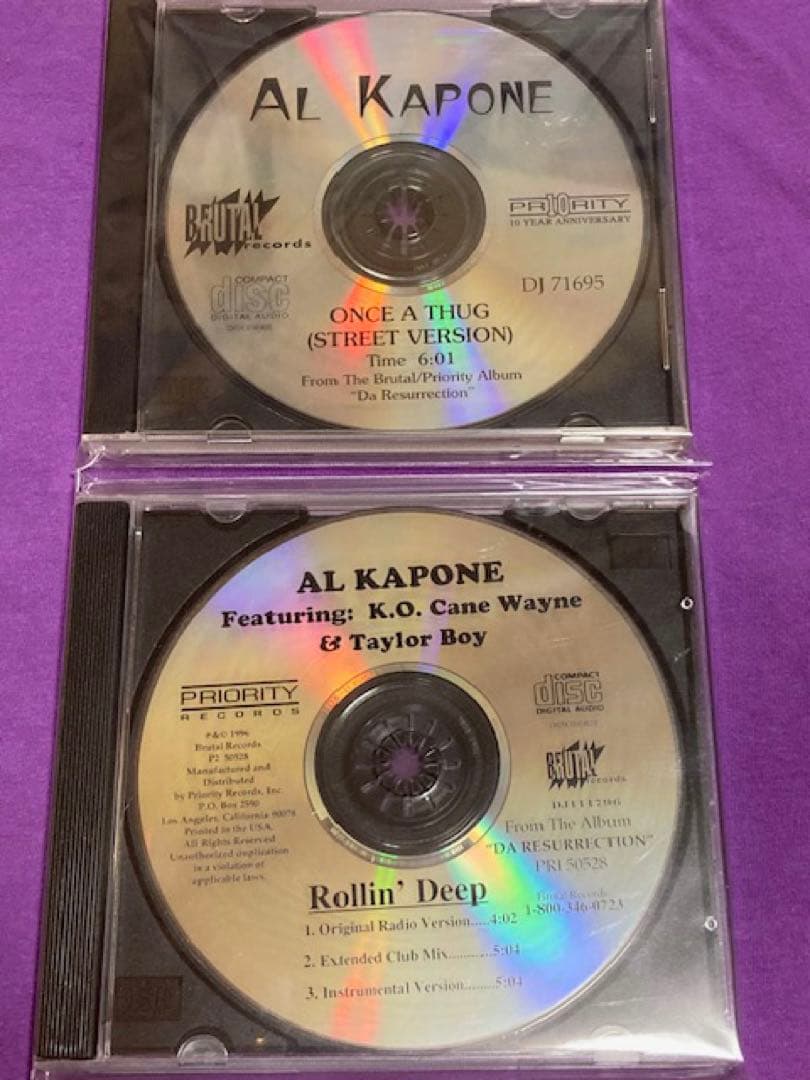 AL KAPONE
BRUTAL
records
PR10RITY
10 YEAR ANNIVERSARY
COMPACT
disc
DIGITAL AUDIO
DJ 71695
ONCE A THUG
(STREET VERSION)
Time 6:01
From The Brutal/Priority Album
"Da Resurrection"
AL KAPONE
Featuring: K.O. Cane Wayne
& Taylor Boy
PRIORITY
RECORDS
P&© 1996
Brutal Records
P2 50528
Manufactured and
Distributed
by Priority Records, Inc.
P.O. Box 2590
Los Angeles, California 90078
Printed in the U.S.A.
All Rights Reserved
Unauthorized duplication
is a violation of
applicable laws.
COMPACT
disc
DIGITAL AUDIO
BRUTAL
records
From The Album
"DA RESURRECTION"
PRI 50528
Brutal Records
1-800-346-0723
Rollin' Deep
1. Original Radio Version.....4:02
2. Extended Club Mix...........5:04
3. Instrumental Version........5:04